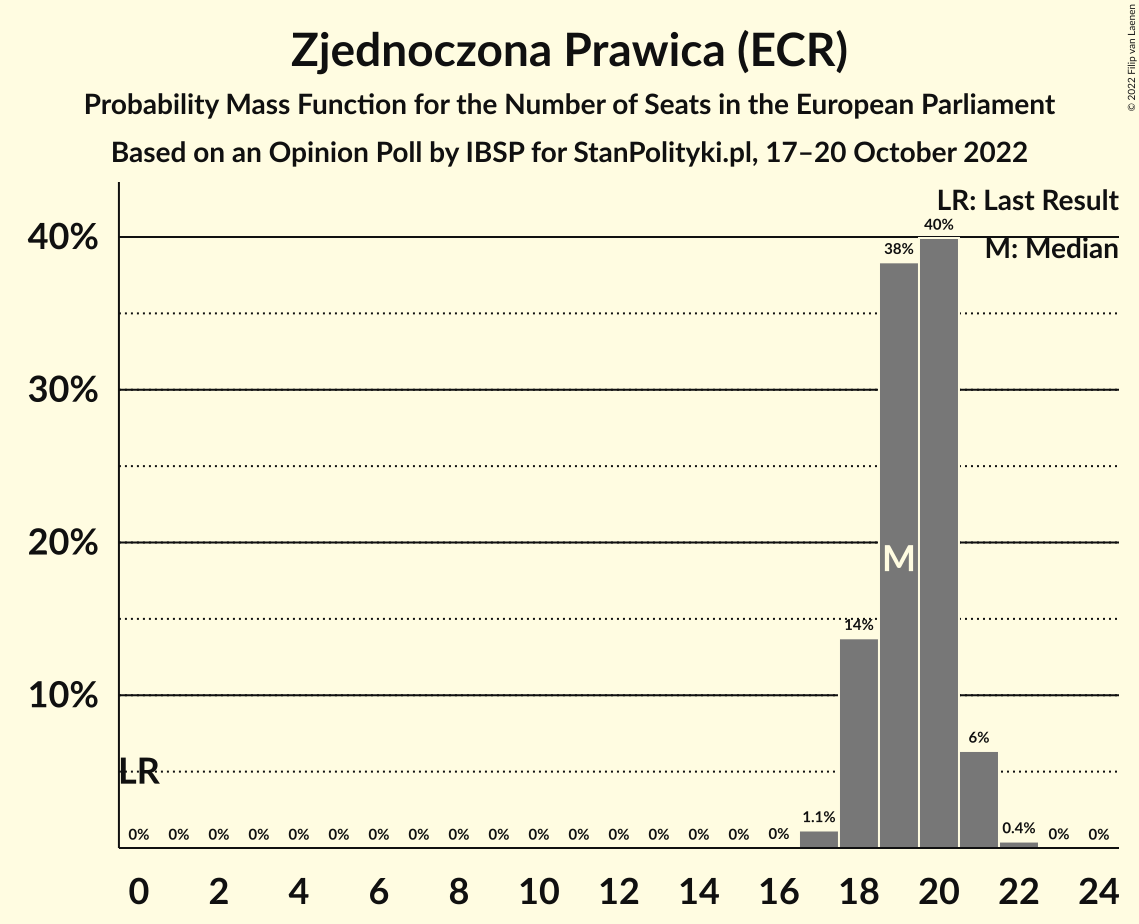 Zjednoczona Prawica (ECR)
Probability Mass Function for the Number of Seats in the European Parliament
Based on an Opinion Poll by IBSP for StanPolityki.pl, 17–20 October 2022
© 2022 Filip van Laenen
LR: Last Result
M: Median
40%
30%
20%
10%
40%
38%
M
14%
6%
LR
0% 0% 0% 0% 0% 0% 0% 0% 0% 0% 0% 0% 0% 0% 0% 0% 0% 1.1% 0.4% 0% 0%
0 2 4 6 8 10 12 14 16 18 20 22 24